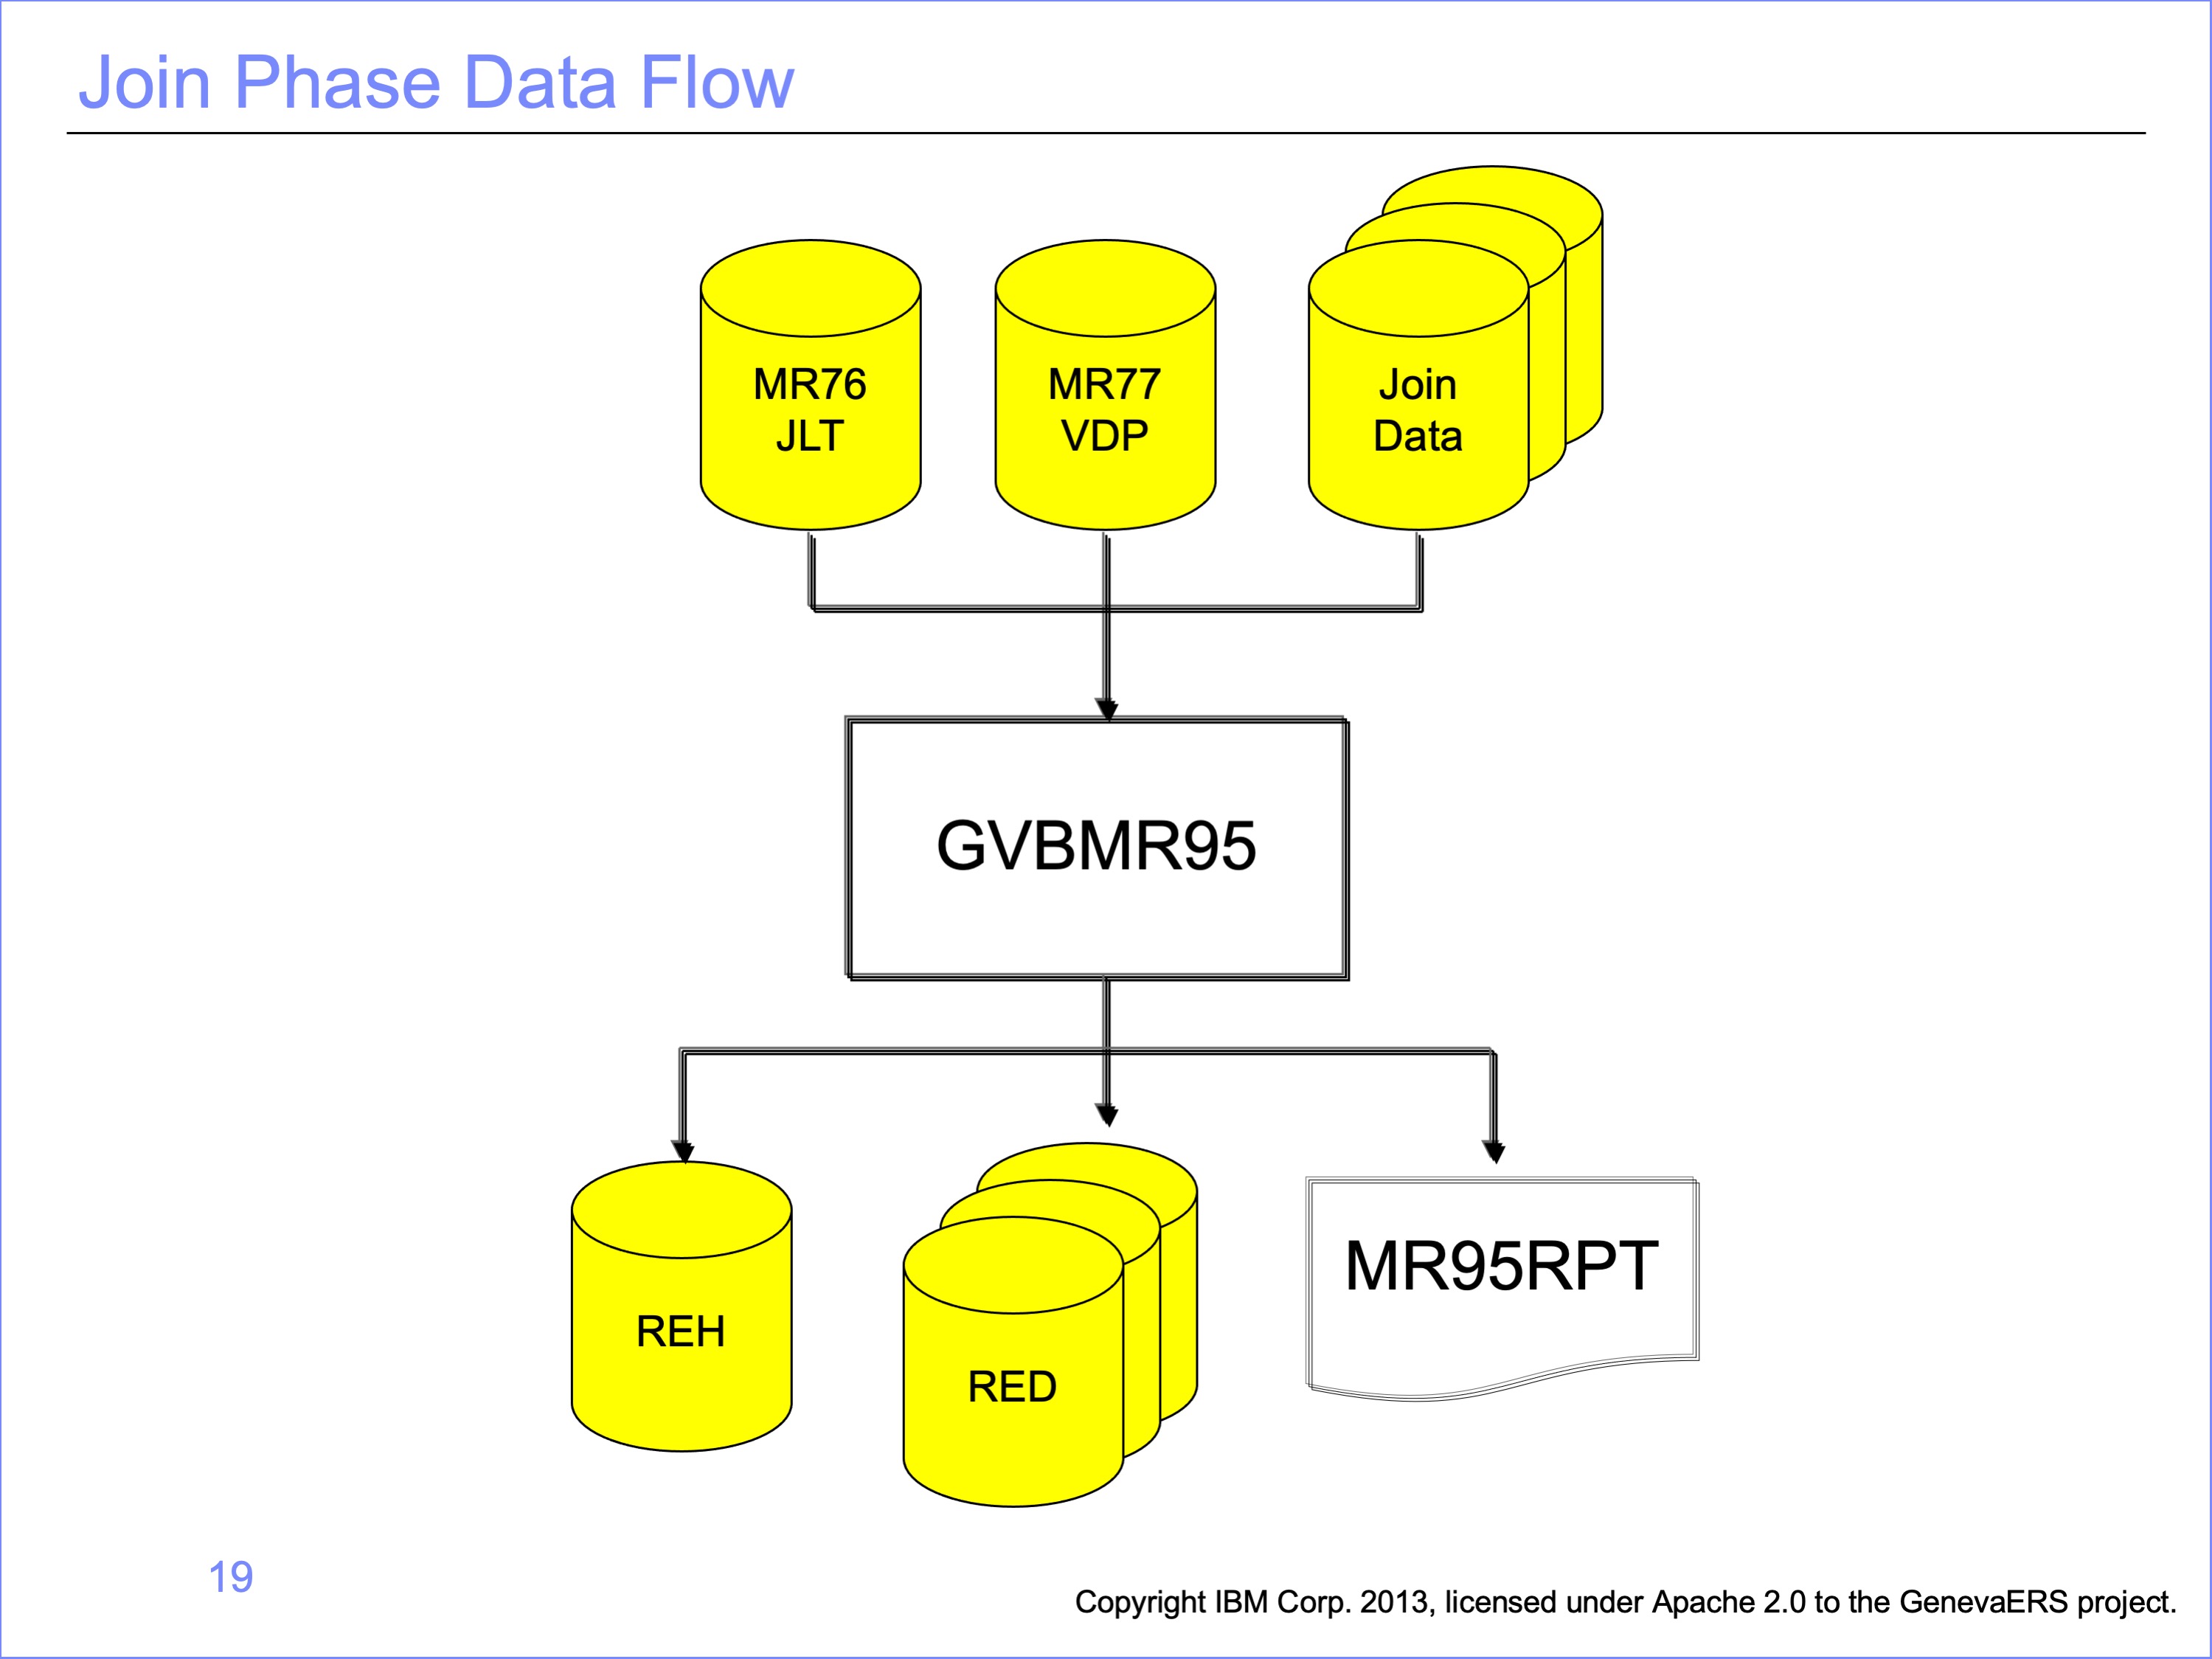 Join Phase Data Flow
MR76
JLT
MR77
VDP
Join
Data
GVBMR95
REH
RED
MR95RPT
19
Copyright IBM Corp. 2013, licensed under Apache 2.0 to the GenevaERS project.